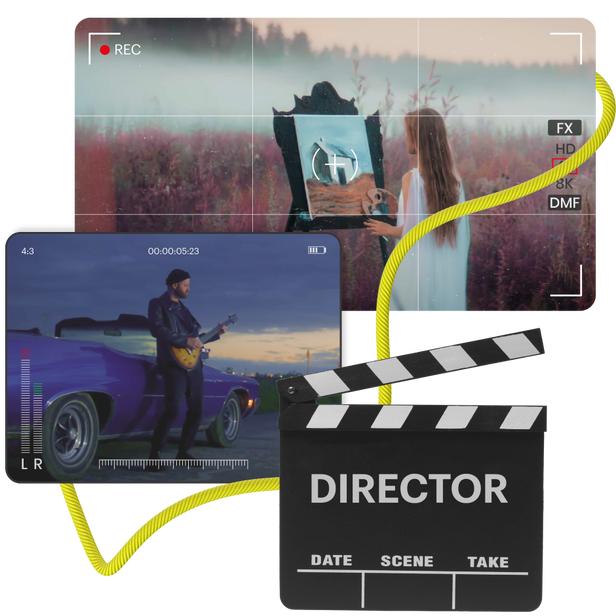 REC
FX
HD
8K
DMF
4:3
00:00:05:23
L R
DIRECTOR
DATE SCENE TAKE